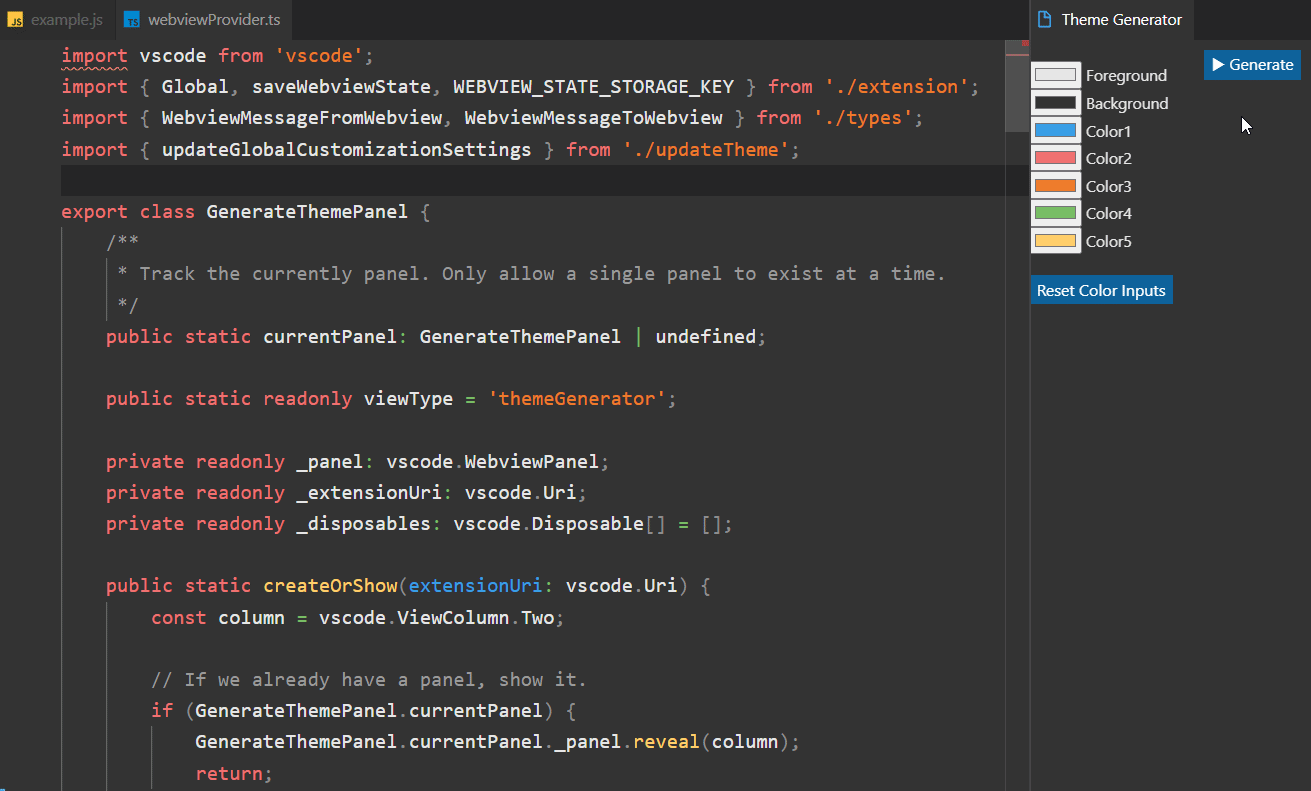 JS example.js TS webviewProvider.ts
import vscode from 'vscode';
import { Global, saveWebviewState, WEBVIEW_STATE_STORAGE_KEY } from './extension';
import { WebviewMessageFromWebview, WebviewMessageToWebview } from './types';
import { updateGlobalCustomizationSettings } from './updateTheme';
export class GenerateThemePanel {
/**
* Track the currently panel. Only allow a single panel to exist at a time.
*/
public static currentPanel: GenerateThemePanel | undefined;
public static readonly viewType = 'themeGenerator';
private readonly _panel: vscode.WebviewPanel;
private readonly _extensionUri: vscode.Uri;
private readonly _disposables: vscode.Disposable[] = [];
public static createOrShow(extensionUri: vscode.Uri) {
const column = vscode.ViewColumn.Two;
// If we already have a panel, show it.
if (GenerateThemePanel.currentPanel) {
GenerateThemePanel.currentPanel._panel.reveal(column);
return;
Theme Generator
Generate
Foreground
Background
Color1
Color2
Color3
Color4
Color5
Reset Color Inputs